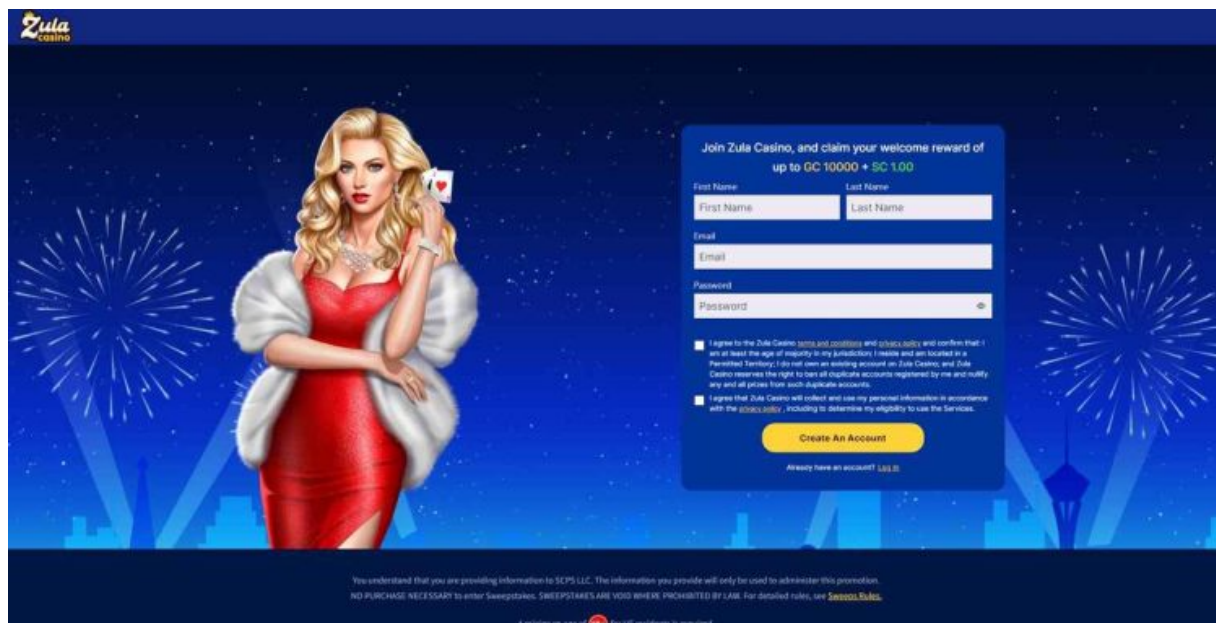 Zula
casino
Join Zula Casino, and claim your welcome reward of
up to GC 10000 + SC 1.00
First Name Last Name
First Name Last Name
Email
Email
Password
Password
I agree to the Zula Casino terms and conditions and privacy policy and confirm that: I
am at least the age of majority in my jurisdiction; I reside and am located in a
Permitted Territory; I do not own an existing account on Zula Casino; and Zula
Casino reserves the right to ban all duplicate accounts registered by me and nullify
any and all prizes from such duplicate accounts.
I agree that Zula Casino will collect and use my personal information in accordance
with the privacy policy , including to determine my eligibility to use the Services.
Create An Account
Already have an account? Log in
You understand that you are providing information to SCPS LLC. The information you provide will only be used to administer this promotion.
NO PURCHASE NECESSARY to enter Sweepstakes. SWEEPSTAKES ARE VOID WHERE PROHIBITED BY LAW. For detailed rules, see Sweeps Rules.